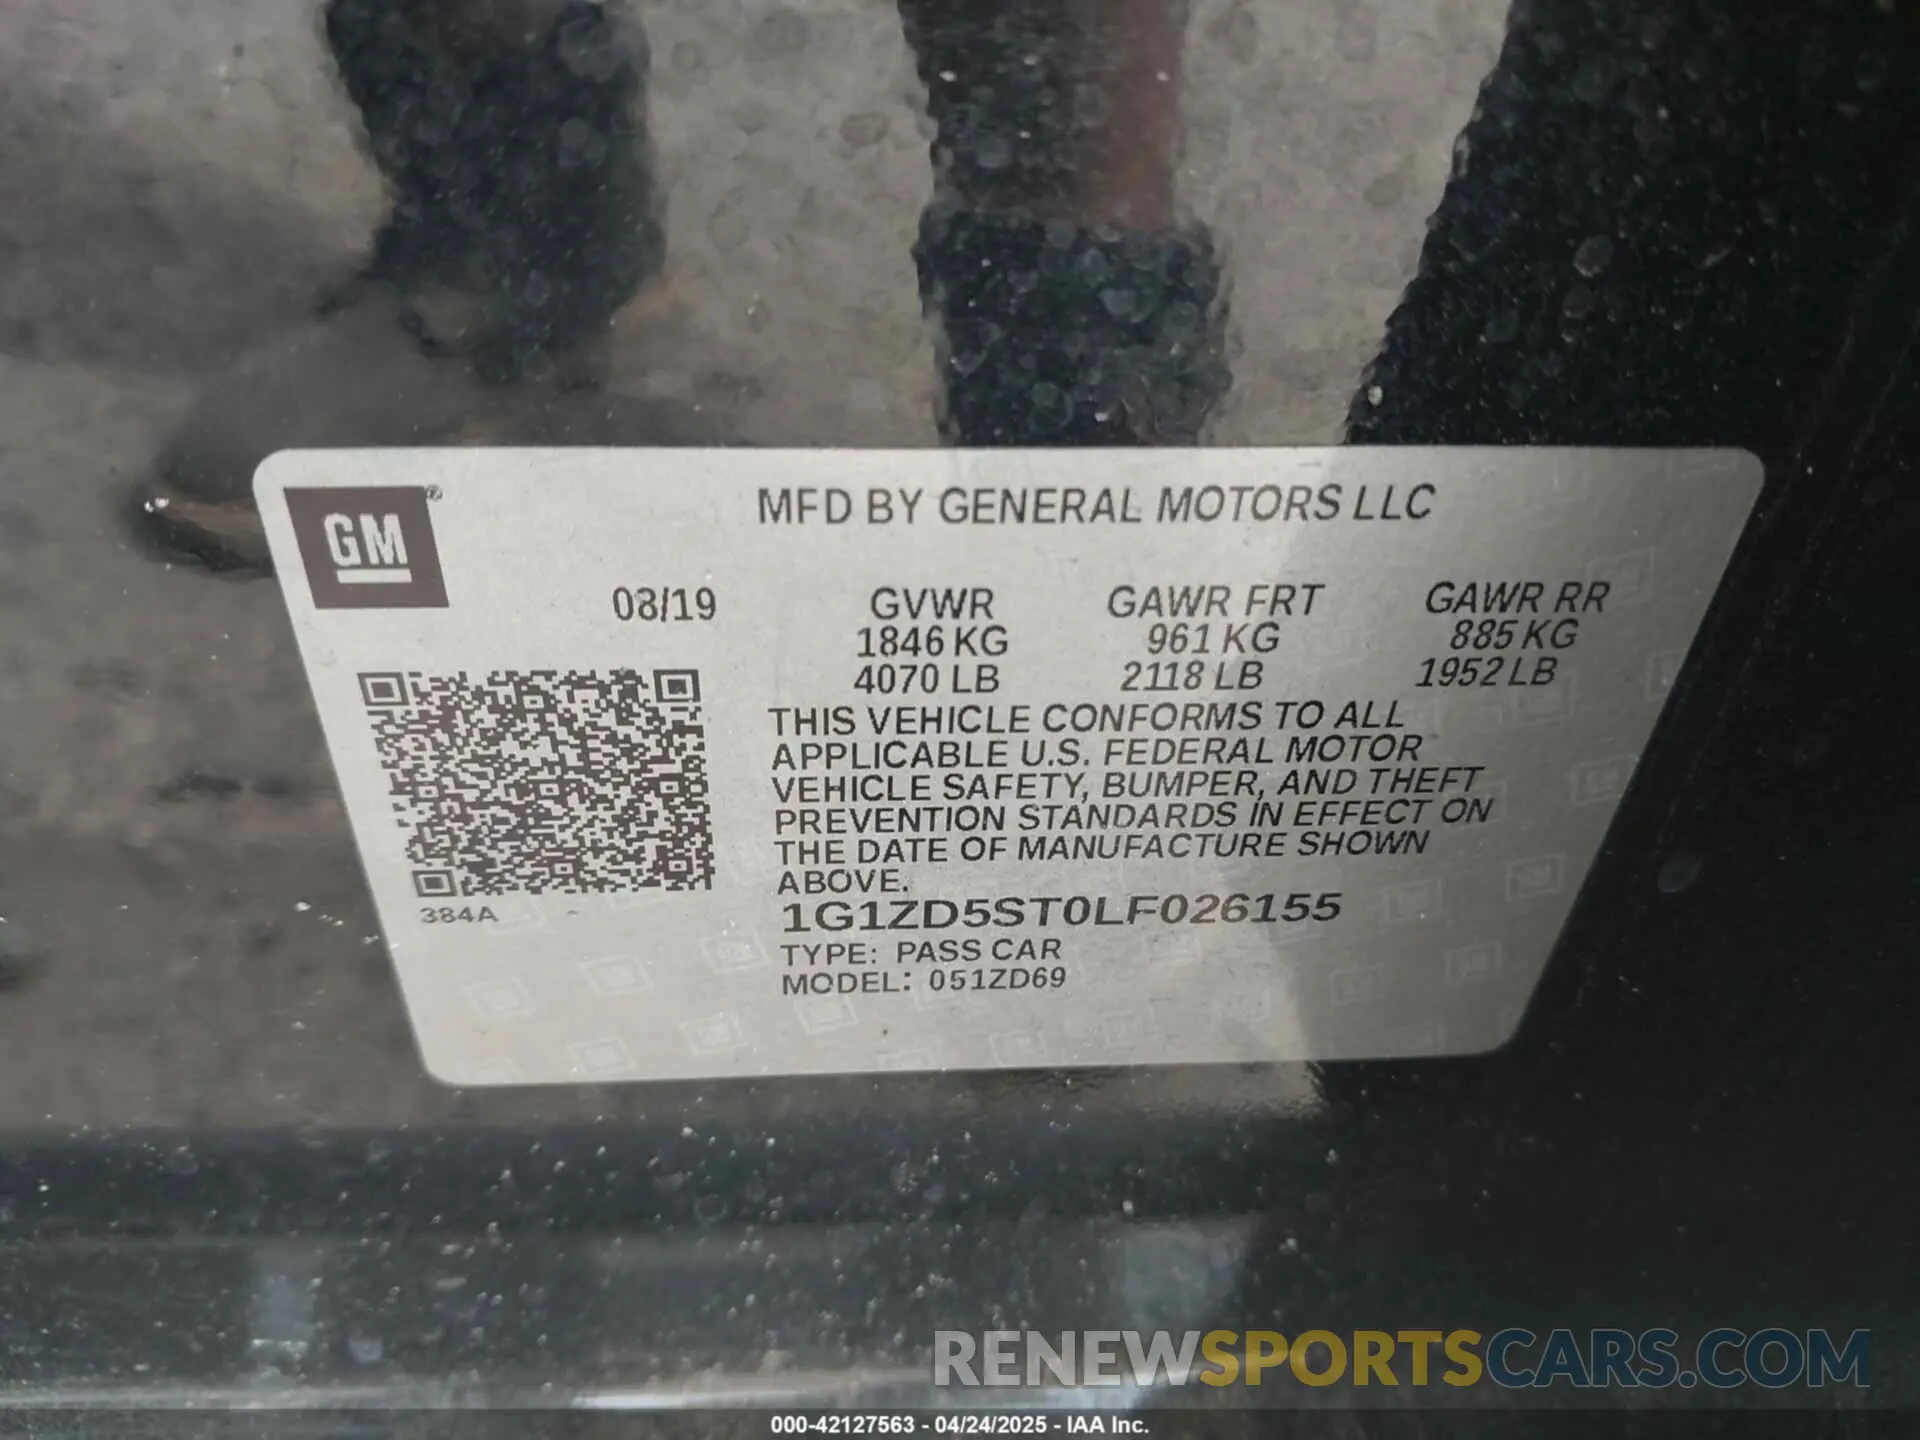 GM®
MFD BY GENERAL MOTORS LLC
08/19
GVWR GAWR FRT GAWR RR
1846 KG 961 KG 885 KG
4070 LB 2118 LB 1952 LB
THIS VEHICLE CONFORMS TO ALL
APPLICABLE U.S. FEDERAL MOTOR
VEHICLE SAFETY, BUMPER, AND THEFT
PREVENTION STANDARDS IN EFFECT ON
THE DATE OF MANUFACTURE SHOWN
ABOVE.
384A
1G1ZD5ST0LF026155
TYPE: PASS CAR
MODEL: 051ZD69
RENEWSPORTSCARS.COM
000-42127563 - 04/24/2025 - IAA Inc.